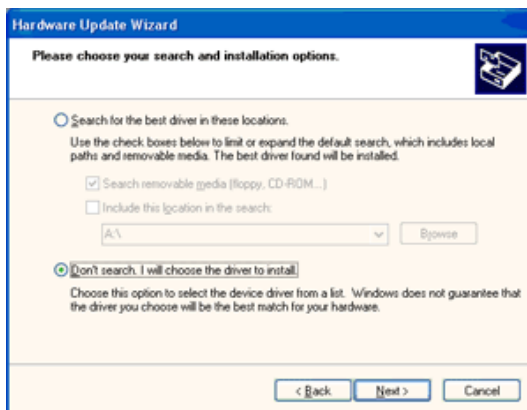 Hardware Update Wizard
Please choose your search and installation options.
Search for the best driver in these locations.
Use the check boxes below to limit or expand the default search, which includes local
paths and removable media. The best driver found will be installed.
Search removable media (floppy, CD-ROM...)
Include this location in the search:
A:\
Browse
Don't search. I will choose the driver to install.
Choose this option to select the device driver from a list. Windows does not guarantee that
the driver you choose will be the best match for your hardware.
< Back
Next >
Cancel